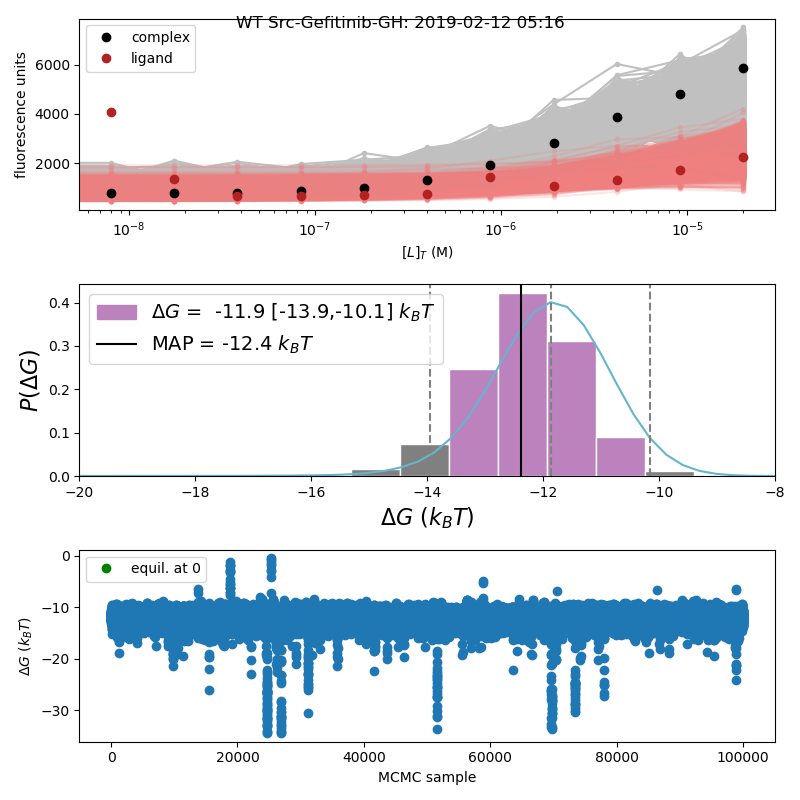 WT Src-Gefitinib-GH: 2019-02-12 05:16
complex
ligand
fluorescence units
6000
4000
2000
10⁻⁸
10⁻⁷
10⁻⁶
10⁻⁵
[L]_T (M)
ΔG = -11.9 [-13.9,-10.1] k_BT
MAP = -12.4 k_BT
P(ΔG)
0.4
0.3
0.2
0.1
0.0
−20
−18
−16
−14
−12
−10
−8
ΔG (k_BT)
equil. at 0
ΔG (k_BT)
0
−10
−20
−30
0
20000
40000
60000
80000
100000
MCMC sample